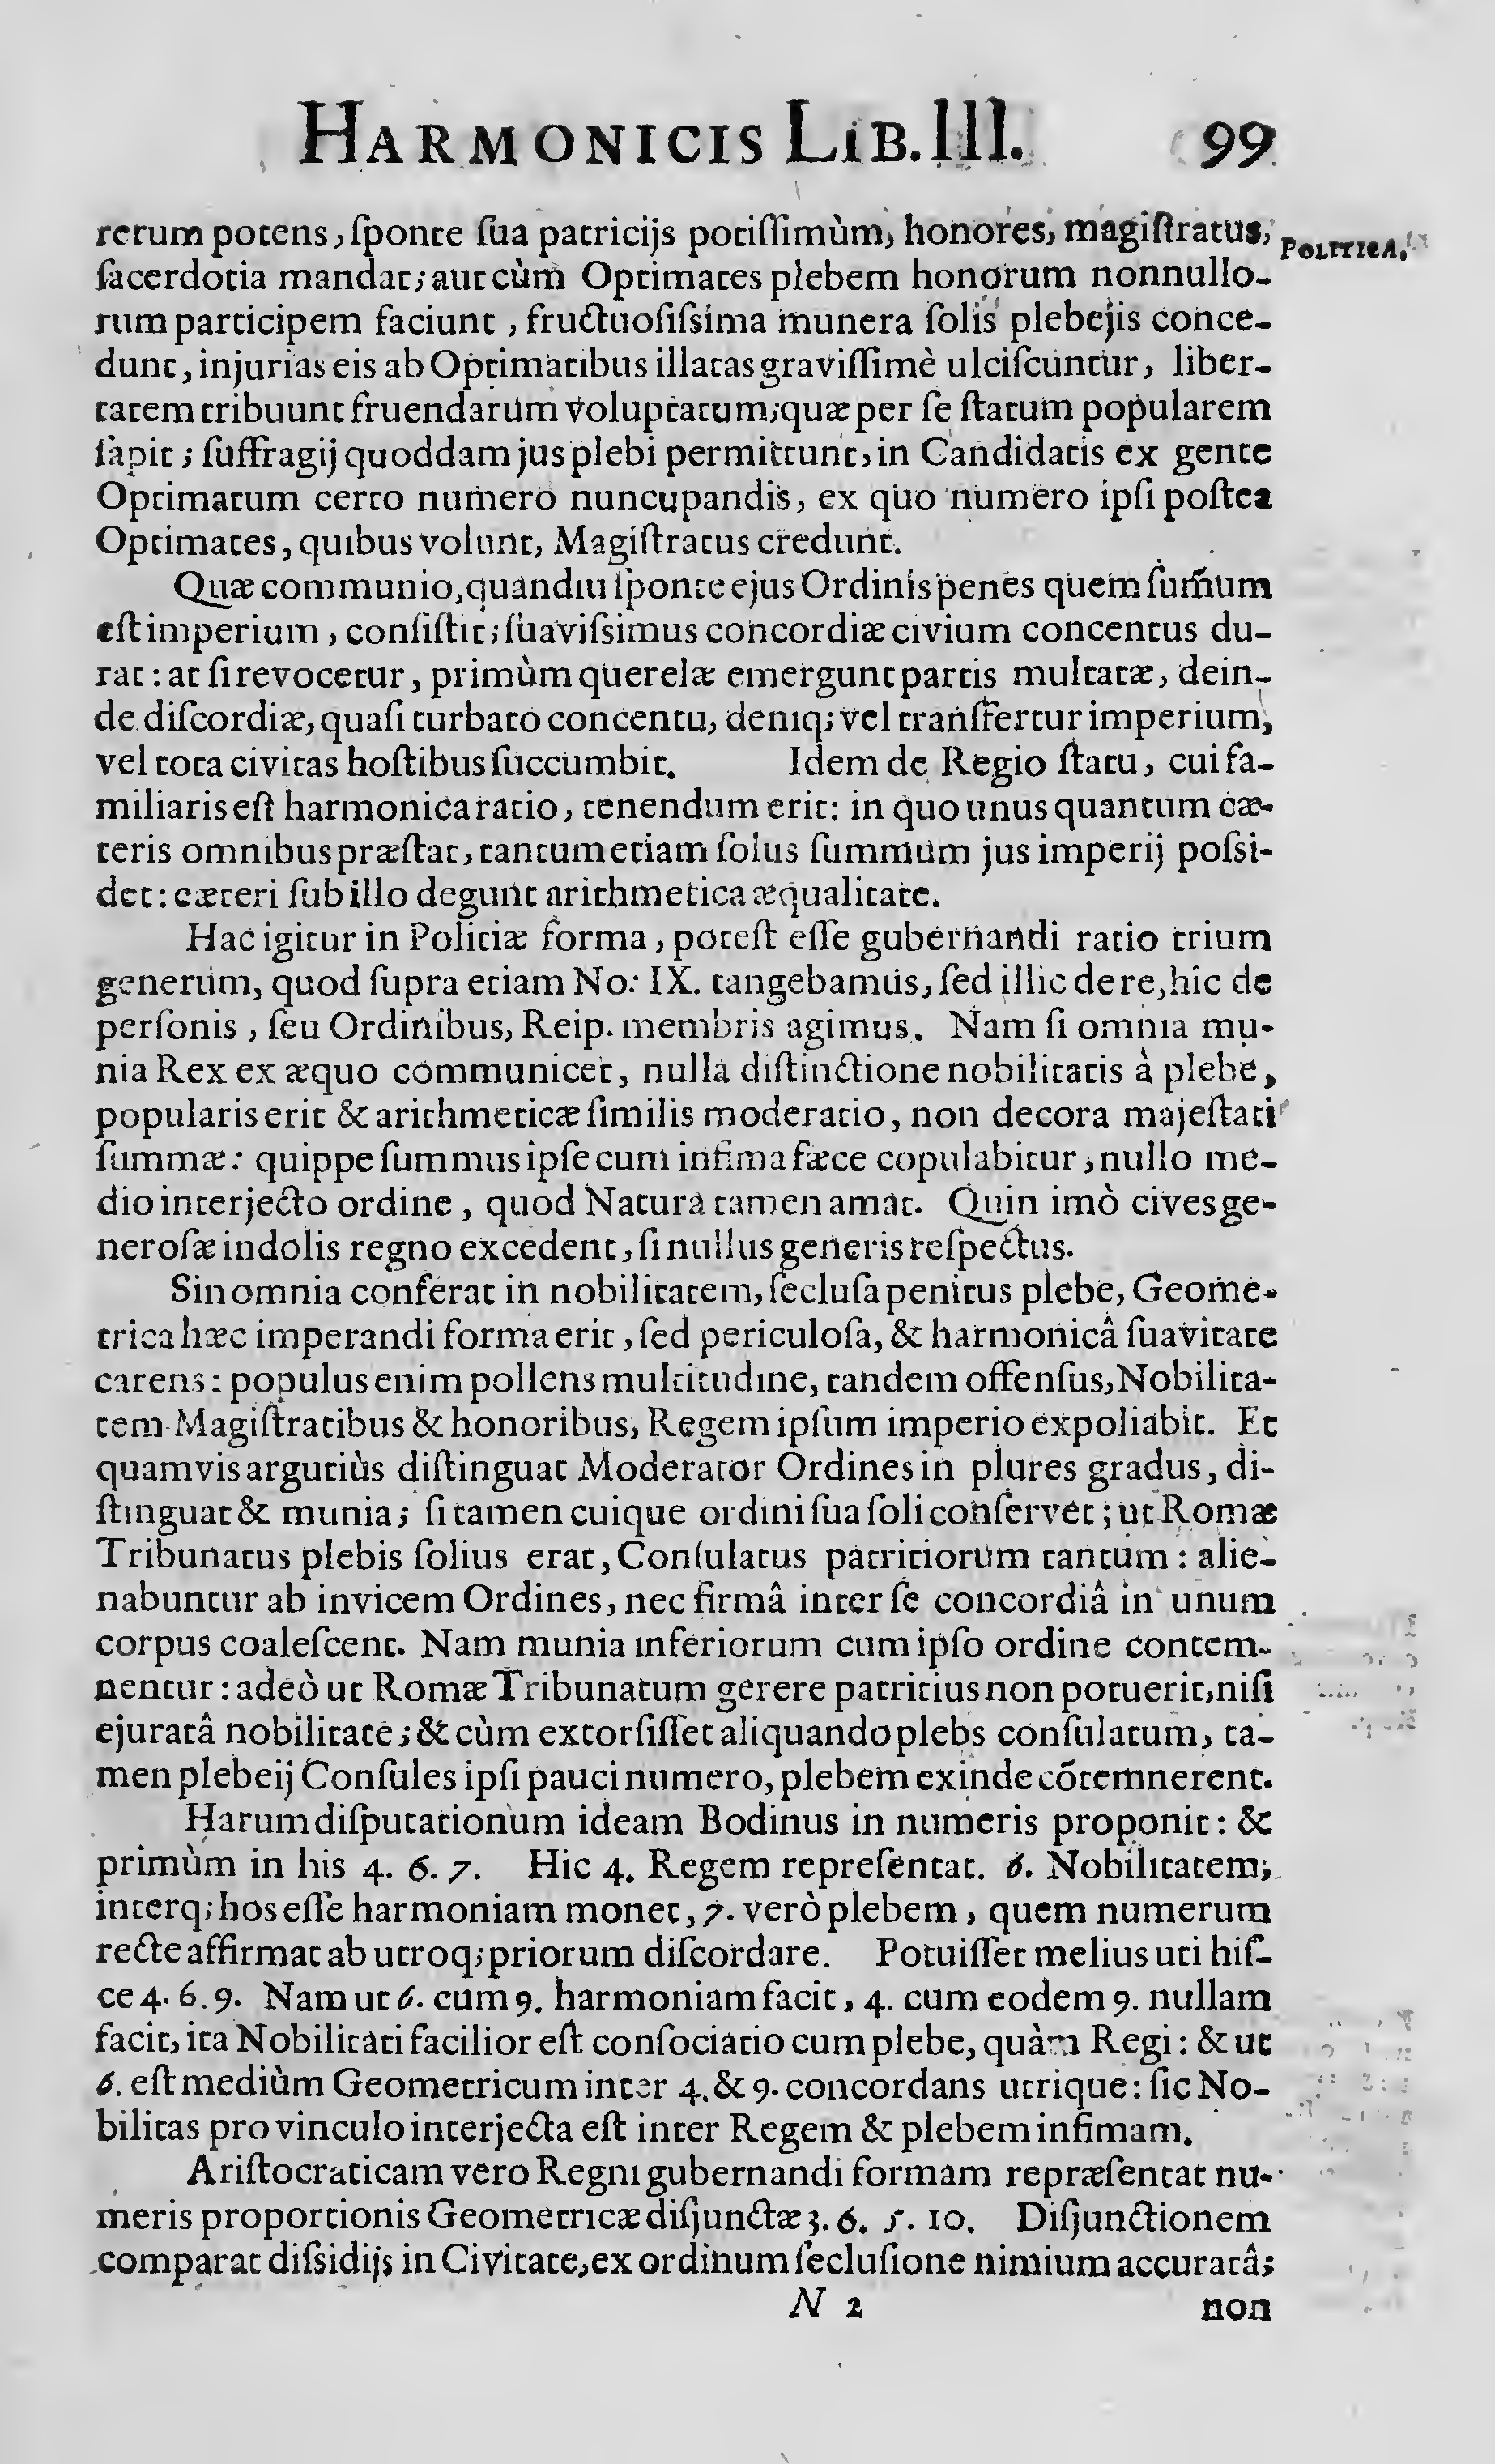 HARMONICIS LIB. III. 99
rerum potens, ſponte ſua patricijs potiſſimùm, honores, magiſtratus,
POLITICA.
ſacerdotia mandat; aut cùm Optimates plebem honorum nonnullo-
rum participem faciunt, fructuoſiſsima munera ſolis plebejis conce-
dunt, injurias eis ab Optimatibus illatas graviſſimè ulciſcuntur, liber-
tatem tribuunt fruendarum voluptatum; quæ per ſe ſtatum popularem
ſapit; ſuffragij quoddam jus plebi permittunt, in Candidatis ex gente
Optimatum certo numero nuncupandis, ex quo numero ipſi poſtea
Optimates, quibus volunt, Magiſtratus credunt.
Quæ communio, quandiu ſponte ejus Ordinis penes quem ſum̃um
eſt imperium, conſiſtit; ſuaviſsimus concordiæ civium concentus du-
rat: at ſi revocetur, primùm querelæ emergunt partis multatæ, dein-
de diſcordiæ, quaſi turbato concentu, deniq; vel tranſfertur imperium,
vel tota civitas hoſtibus ſuccumbit. Idem de Regio ſtatu, cui fa-
miliaris eſt harmonica ratio, tenendum erit: in quo unus quantum cæ-
teris omnibus præſtat, tantum etiam ſolus ſummum jus imperij poſsi-
det: cæteri ſub illo degunt arithmetica æqualitate.
Hac igitur in Politiæ forma, poteſt eſſe gubernandi ratio trium
generum, quod ſupra etiam No: IX. tangebamus, ſed illic de re, hîc de
perſonis, ſeu Ordinibus, Reip. membris agimus. Nam ſi omnia mu-
nia Rex ex æquo communicet, nulla diſtinctione nobilitatis à plebe,
popularis erit & arithmeticæ ſimilis moderatio, non decora majeſtati
ſummæ: quippe ſummus ipſe cum infima fæce copulabitur, nullo me-
dio interjecto ordine, quod Natura tamen amat. Quin imò cives ge-
neroſæ indolis regno excedent, ſi nullus generis reſpectus.
Sin omnia conferat in nobilitatem, ſecluſa penitus plebe, Geome-
trica hæc imperandi forma erit, ſed periculoſa, & harmonicâ ſuavitate
carens: populus enim pollens multitudine, tandem offenſus, Nobilita-
tem Magiſtratibus & honoribus, Regem ipſum imperio expoliabit. Et
quamvis argutiùs diſtinguat Moderator Ordines in plures gradus, di-
ſtinguat & munia; ſi tamen cuique ordini ſua ſoli conſervet; ut Romæ
Tribunatus plebis ſolius erat, Conſulatus patritiorum tantum: alie-
nabuntur ab invicem Ordines, nec firmâ inter ſe concordiâ in unum
corpus coaleſcent. Nam munia inferiorum cum ipſo ordine contem-
nentur: adeò ut Romæ Tribunatum gerere patritius non potuerit, niſi
ejuratâ nobilitate; & cùm extorſiſſet aliquando plebs conſulatum, ta-
men plebeij Conſules ipſi pauci numero, plebem exinde cõtemnerent.
Harum diſputationum ideam Bodinus in numeris proponit: &
primùm in his 4. 6. 7. Hic 4. Regem repreſentat. 6. Nobilitatem;
interq; hos eſſe harmoniam monet, 7. verò plebem, quem numerum
recte affirmat ab utroq; priorum diſcordare. Potuiſſet melius uti hiſ-
ce 4. 6. 9. Nam ut 6. cum 9. harmoniam facit, 4. cum eodem 9. nullam
facit, ita Nobilitati facilior eſt conſociatio cum plebe, quàm Regi: & ut
6. eſt mediùm Geometricum inter 4. & 9. concordans utrique: ſic No-
bilitas pro vinculo interjecta eſt inter Regem & plebem infimam.
Ariſtocraticam vero Regni gubernandi formam repræſentat nu-
meris proportionis Geometricæ diſjunctæ 3. 6. 5. 10. Diſjunctionem
comparat diſsidijs in Civitate, ex ordinum ſecluſione nimium accuratâ;
N 2 non